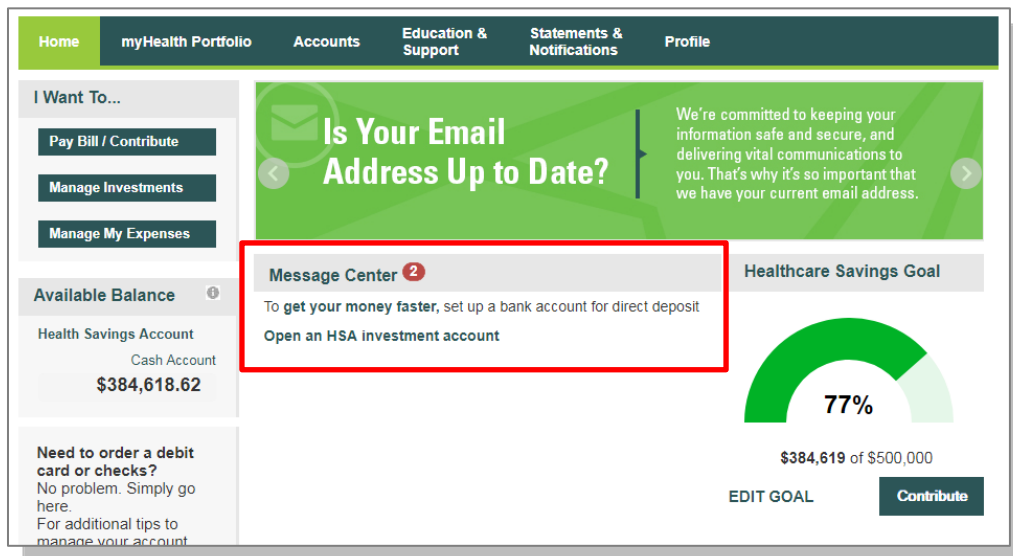 Home
myHealth Portfolio
Accounts
Education &
Support
Statements &
Notifications
Profile
I Want To...
Pay Bill / Contribute
Manage Investments
Manage My Expenses
Is Your Email
Address Up to Date?
We're committed to keeping your
information safe and secure, and
delivering vital communications to
you. That's why it's so important that
we have your current email address.
Available Balance
Health Savings Account
Cash Account
$384,618.62
Need to order a debit
card or checks?
No problem. Simply go
here.
For additional tips to
manage your account
Message Center 2
To get your money faster, set up a bank account for direct deposit
Open an HSA investment account
Healthcare Savings Goal
77%
$384,619 of $500,000
EDIT GOAL
Contribute